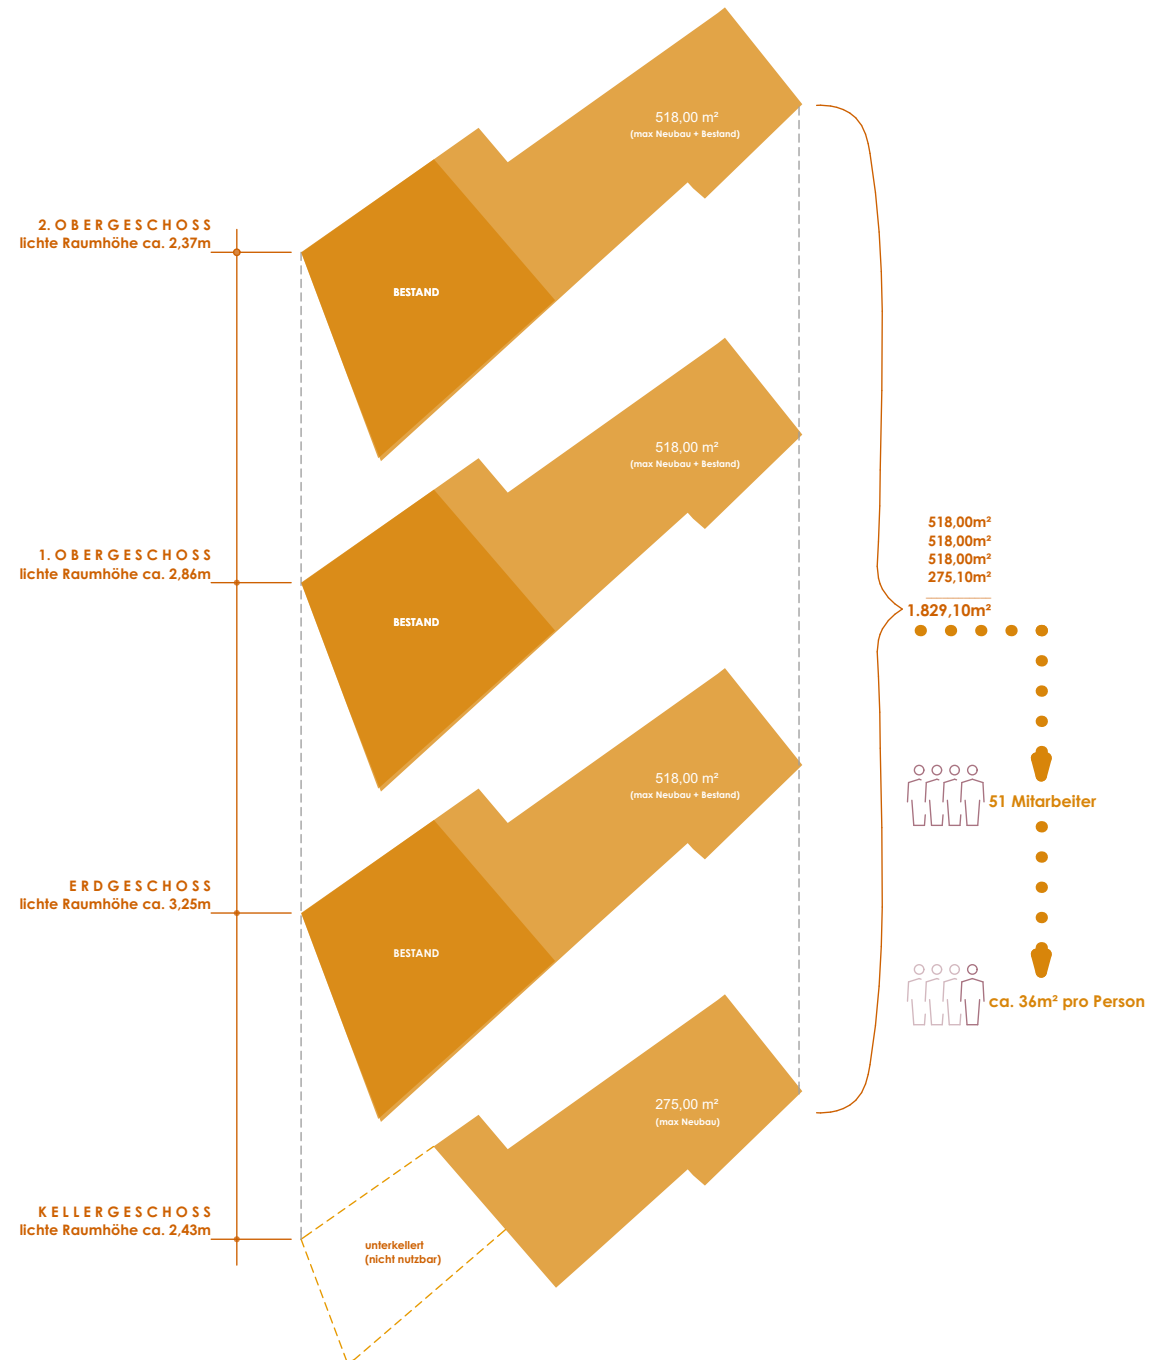 518,00 m²
(max Neubau + Bestand)
2. OBERGESCHOSS
lichte Raumhöhe ca. 2,37m
BESTAND
518,00 m²
(max Neubau + Bestand)
1. OBERGESCHOSS
lichte Raumhöhe ca. 2,86m
BESTAND
518,00m²
518,00m²
518,00m²
275,10m²
1.829,10m²
518,00 m²
(max Neubau + Bestand)
51 Mitarbeiter
ERDGESCHOSS
lichte Raumhöhe ca. 3,25m
BESTAND
ca. 36m² pro Person
275,00 m²
(max Neubau)
KELLERGESCHOSS
lichte Raumhöhe ca. 2,43m
unterkellert
(nicht nutzbar)